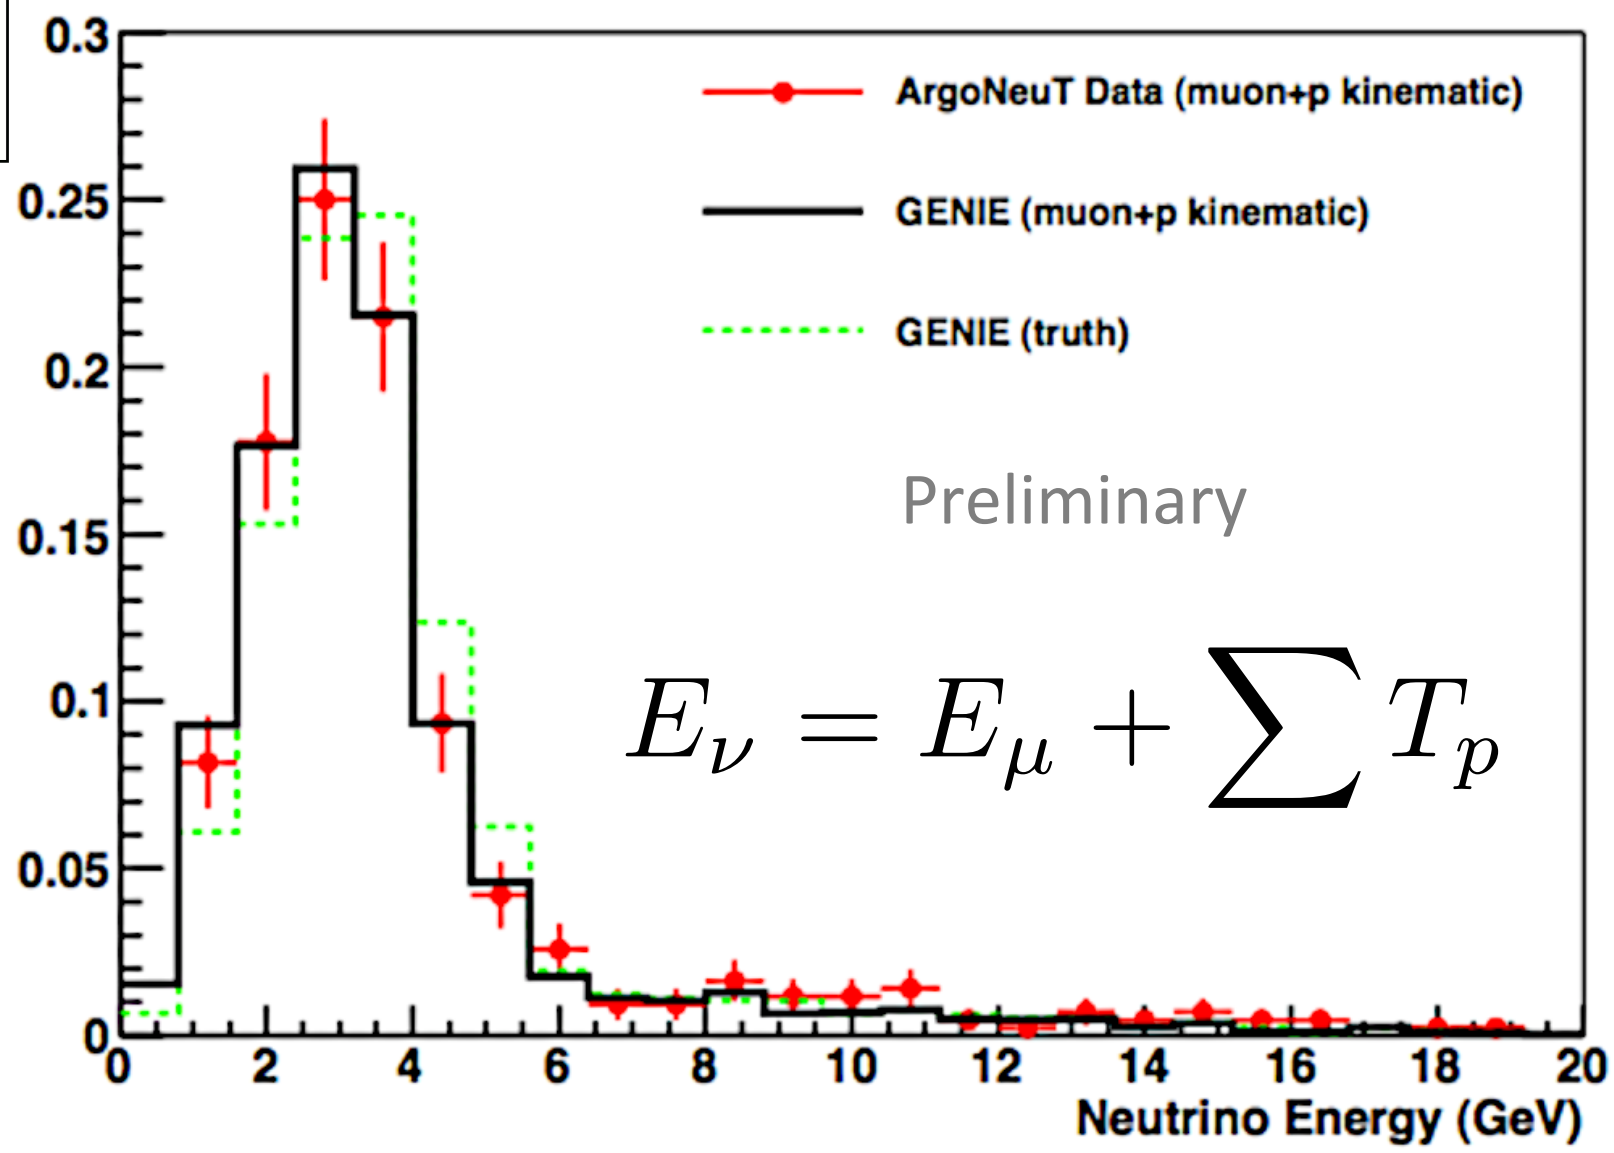 0.3
0.25
0.2
0.15
0.1
0.05
0
ArgoNeuT Data (muon+p kinematic)
GENIE (muon+p kinematic)
GENIE (truth)
Preliminary
E_ν = E_μ + ∑ T_p
0 2 4 6 8 10 12 14 16 18 20
Neutrino Energy (GeV)